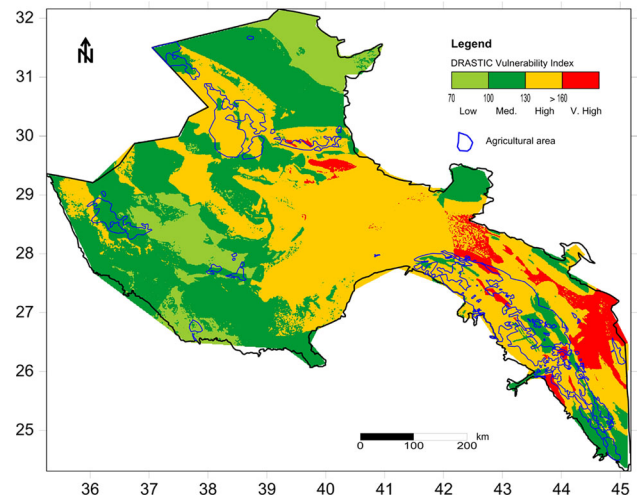 32
31
30
29
28
27
26
25
36 37 38 39 40 41 42 43 44 45
N
Legend
DRASTIC Vulnerability Index
70 100 130 > 160
Low Med. High V. High
Agricultural area
km
0 100 200